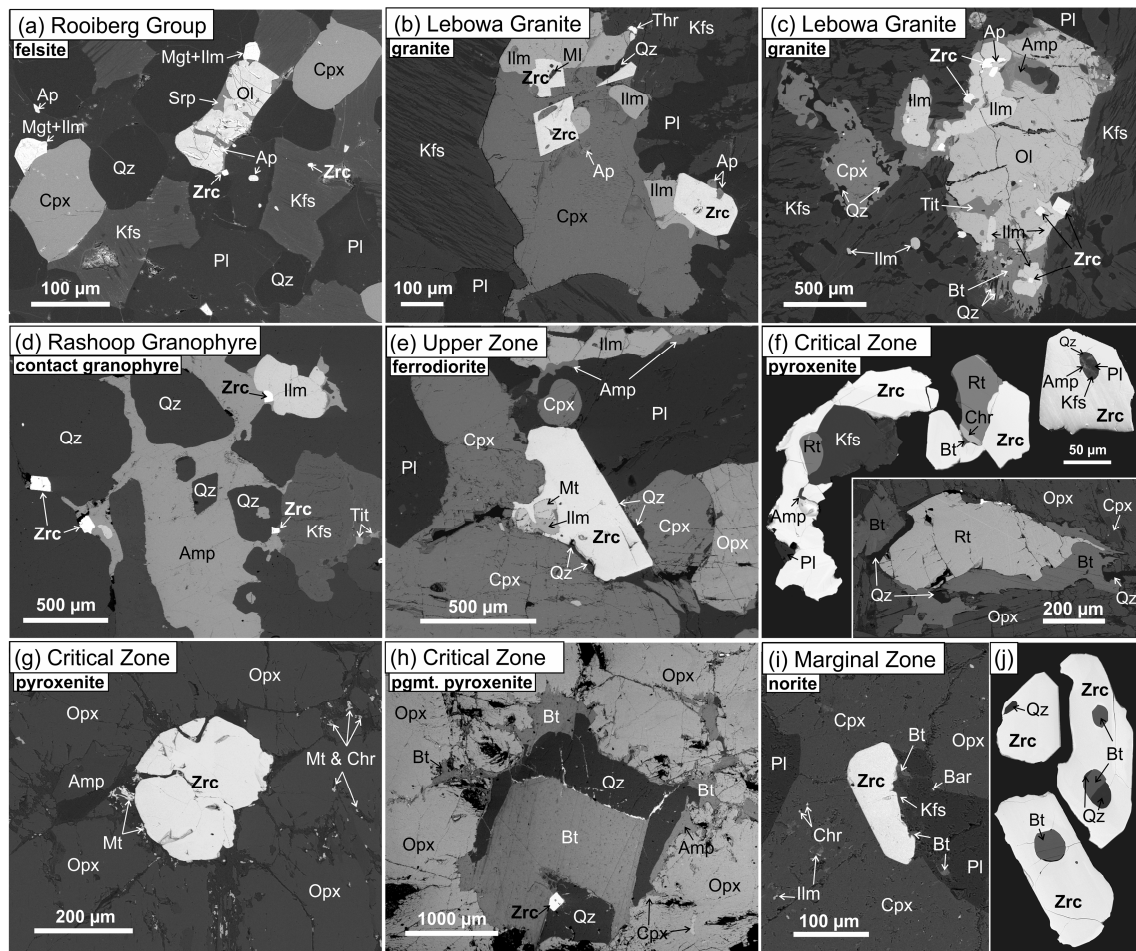 (a) Rooiberg Group
felsite
Mgt+Ilm
Cpx
Ol
Srp
Ap
Mgt+Ilm
Qz
Ap
Zrc
Zrc
Cpx
Kfs
Kfs
Pl
Qz
Pl
100 µm
(b) Lebowa Granite
granite
Thr
Ilm
MI
Qz
Kfs
Zrc
Ilm
Zrc
Pl
Kfs
Ap
Ap
Ilm
Zrc
Cpx
Pl
100 µm
(c) Lebowa Granite
granite
Pl
Ap
Amp
Zrc
Ilm
Ilm
Kfs
Ol
Cpx
Qz
Tit
Kfs
Ilm
Ilm
Zrc
Bt
Qz
500 µm
(d) Rashoop Granophyre
contact granophyre
Zrc
Ilm
Qz
Qz
Qz
Qz
Zrc
Zrc
Kfs
Tit
Amp
500 µm
(e) Upper Zone
ferrodiorite
Ilm
Amp
Cpx
Pl
Cpx
Pl
Mt
Qz
Ilm
Zrc
Cpx
Opx
Qz
Cpx
500 µm
(f) Critical Zone
pyroxenite
Qz
Zrc
Rt
Amp
Pl
Kfs
Chr
Zrc
Rt
Kfs
Bt
Zrc
50 µm
Amp
Pl
Opx
Cpx
Bt
Rt
Bt
Qz
Qz
Opx
200 µm
(g) Critical Zone
pyroxenite
Opx
Opx
Mt & Chr
Amp
Zrc
Mt
Opx
Opx
200 µm
(h) Critical Zone
pgmt. pyroxenite
Opx
Opx
Bt
Bt
Qz
Bt
Bt
Amp
Opx
Opx
Zrc
Qz
Cpx
1000 µm
(i) Marginal Zone
norite
Cpx
Bt
Opx
Pl
Zrc
Bar
Kfs
Chr
Bt
Pl
Ilm
Cpx
100 µm
(j)
Qz
Zrc
Bt
Qz
Bt
Zrc